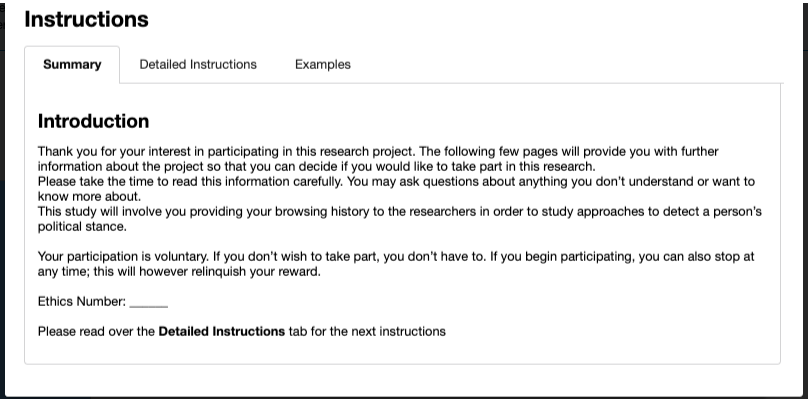 Instructions
Summary Detailed Instructions Examples
Introduction
Thank you for your interest in participating in this research project. The following few pages will provide you with further
information about the project so that you can decide if you would like to take part in this research.
Please take the time to read this information carefully. You may ask questions about anything you don't understand or want to
know more about.
This study will involve you providing your browsing history to the researchers in order to study approaches to detect a person's
political stance.
Your participation is voluntary. If you don't wish to take part, you don't have to. If you begin participating, you can also stop at
any time; this will however relinquish your reward.
Ethics Number: ______
Please read over the Detailed Instructions tab for the next instructions